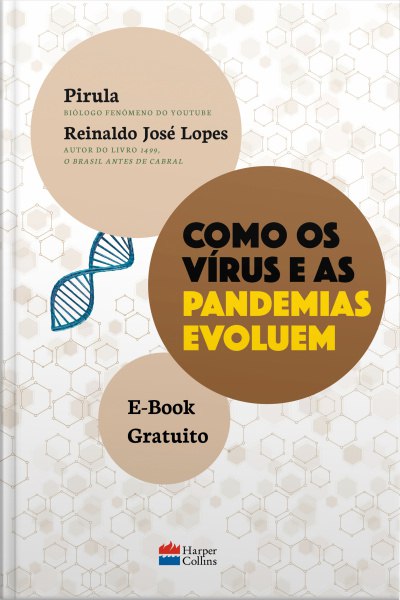 Pirula
BIÓLOGO FENÔMENO DO YOUTUBE
Reinaldo José Lopes
AUTOR DO LIVRO 1499,
O BRASIL ANTES DE CABRAL
COMO OS
VÍRUS E AS
PANDEMIAS
EVOLUEM
E-Book
Gratuito
Harper
Collins